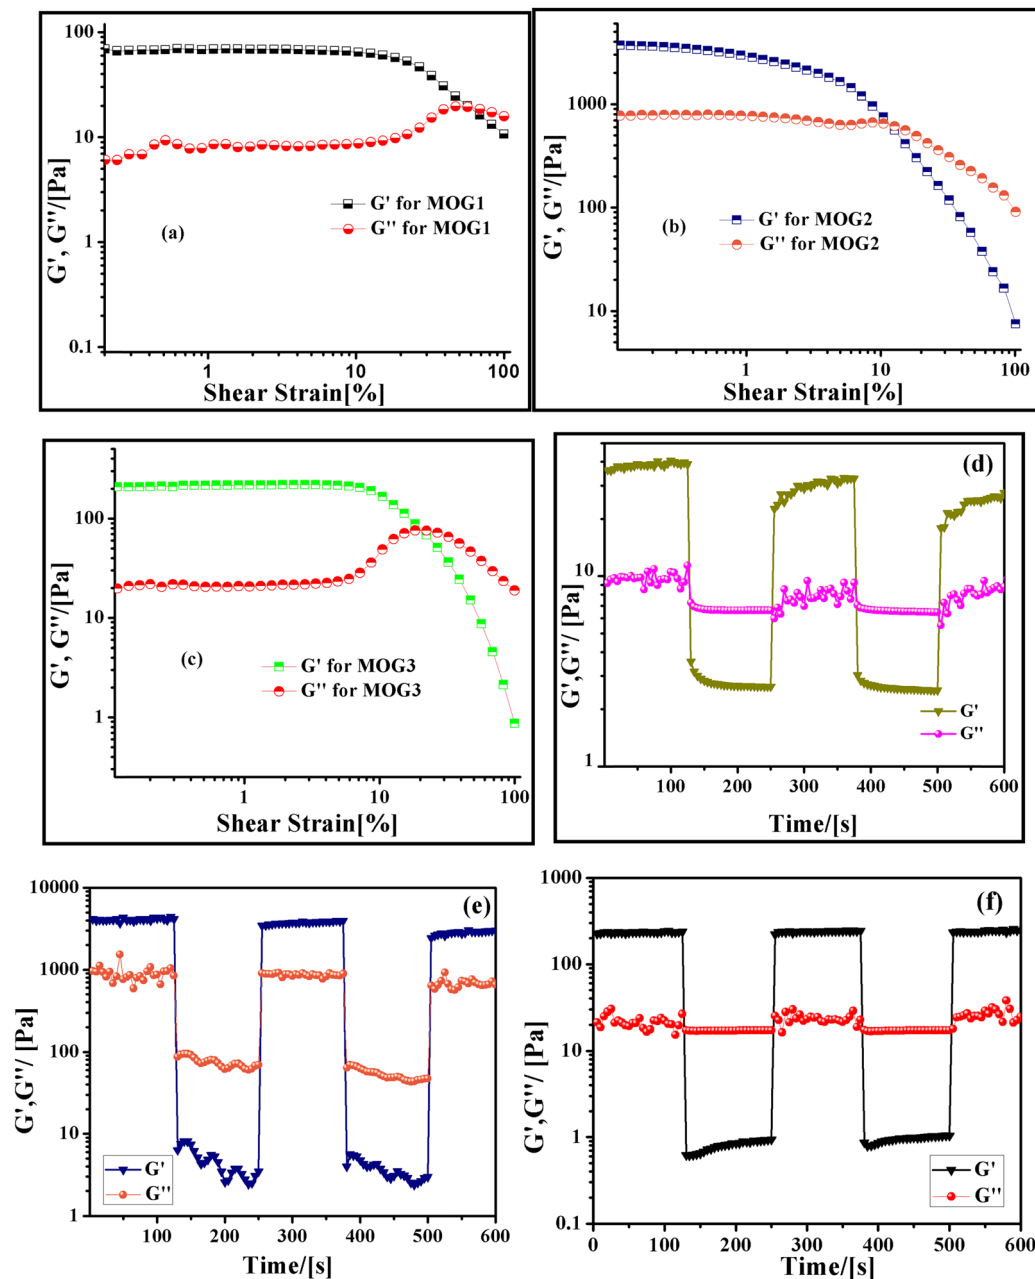 100
10
1
0.1
G', G''/[Pa]
G' for MOG1
G'' for MOG1
(a)
1
10
100
Shear Strain[%]
1000
100
10
G', G''/[Pa]
G' for MOG2
G'' for MOG2
(b)
1
10
100
Shear Strain[%]
100
10
1
G', G''/[Pa]
G' for MOG3
G'' for MOG3
(c)
1
10
100
Shear Strain[%]
(d)
10
1
G',G''/ [Pa]
G'
G''
100
200
300
400
500
600
Time/[s]
(e)
10000
1000
100
10
1
G',G''/ [Pa]
G'
G''
100
200
300
400
500
600
Time/[s]
(f)
1000
100
10
1
0.1
G',G''/ [Pa]
G'
G''
0
100
200
300
400
500
600
Time/[s]